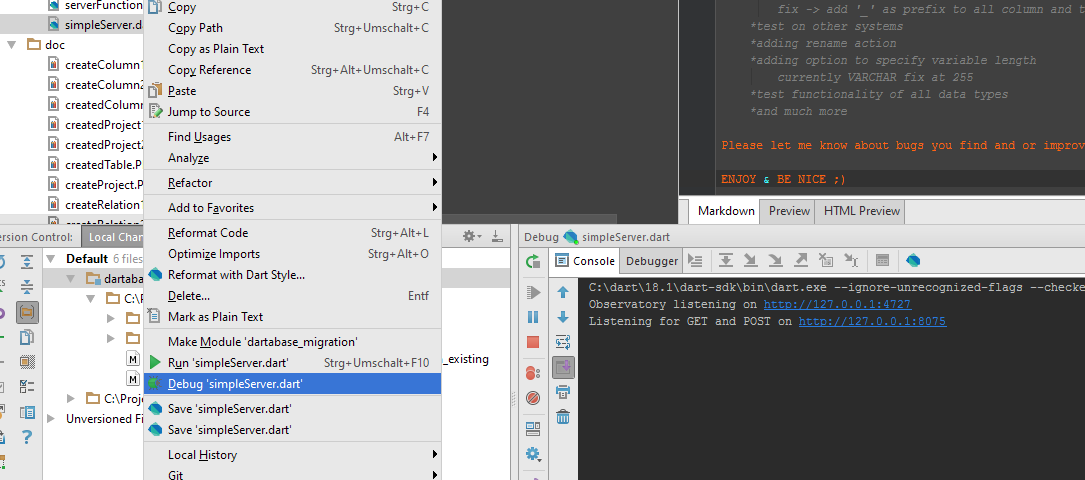 serverFunction
simpleServer.da
doc
createColumn1
createColumn2
createdColumn
createdProject1
createdProject2
createdTable.P
createProject.P
createRelation1
Copy Strg+C
Copy Path Strg+Umschalt+C
Copy as Plain Text
Copy Reference Strg+Alt+Umschalt+C
Paste Strg+V
Jump to Source F4
Find Usages Alt+F7
Analyze
Refactor
Add to Favorites
Reformat Code Strg+Alt+L
Optimize Imports Strg+Alt+O
Reformat with Dart Style...
Delete... Entf
Mark as Plain Text
Make Module 'dartabase_migration'
Run 'simpleServer.dart' Strg+Umschalt+F10
Debug 'simpleServer.dart'
Save 'simpleServer.dart'
Save 'simpleServer.dart'
Local History
Git
fix -> add '_' as prefix to all column and t
*test on other systems
*adding rename action
*adding option to specify variable length
currently VARCHAR fix at 255
*test functionality of all data types
*and much more
Please let me know about bugs you find and or improv
ENJOY & BE NICE ;)
Markdown Preview HTML Preview
ersion Control: Local Chan
Default 6 files
dartabas
C:\P
_existing
C:\Proj
Unversioned Fi
Debug simpleServer.dart
Console Debugger
C:\dart\18.1\dart-sdk\bin\dart.exe --ignore-unrecognized-flags --checke
Observatory listening on http://127.0.0.1:4727
Listening for GET and POST on http://127.0.0.1:8075